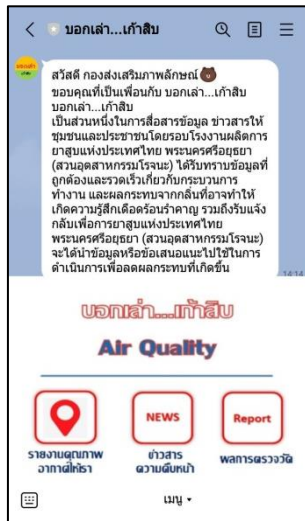 บอกเล่า...เก้าสิบ
สวัสดี กองส่งเสริมภาพลักษณ์
ขอบคุณที่เป็นเพื่อนกับ บอกเล่า...เก้าสิบ
บอกเล่า...เก้าสิบ
เป็นส่วนหนึ่งในการสื่อสารข้อมูล ข่าวสารให้
ชุมชนและประชาชนโดยรอบโรงงานผลิตการ
ยาสูบแห่งประเทศไทย พระนครศรีอยุธยา
(สวนอุตสาหกรรมโรจนะ) ได้รับทราบข้อมูลที่
ถูกต้องและรวดเร็วเกี่ยวกับกระบวนการ
ทำงาน และผลกระทบจากกลิ่นที่อาจทำให้
เกิดความรู้สึกเดือดร้อนรำคาญ รวมถึงรับแจ้ง
กลับเพื่อการยาสูบแห่งประเทศไทย
พระนครศรีอยุธยา (สวนอุตสาหกรรมโรจนะ)
จะได้นำข้อมูลหรือข้อเสนอแนะไปใช้ในการ
ดำเนินการเพื่อลดผลกระทบที่เกิดขึ้น
14:14
บอกเล่า...เก้าสิบ
Air Quality
NEWS
Report
รายงานคุณภาพ
อากาศให้เรา
ข่าวสาร
ความคืบหน้า
ผลการตรวจวัด
เมนู